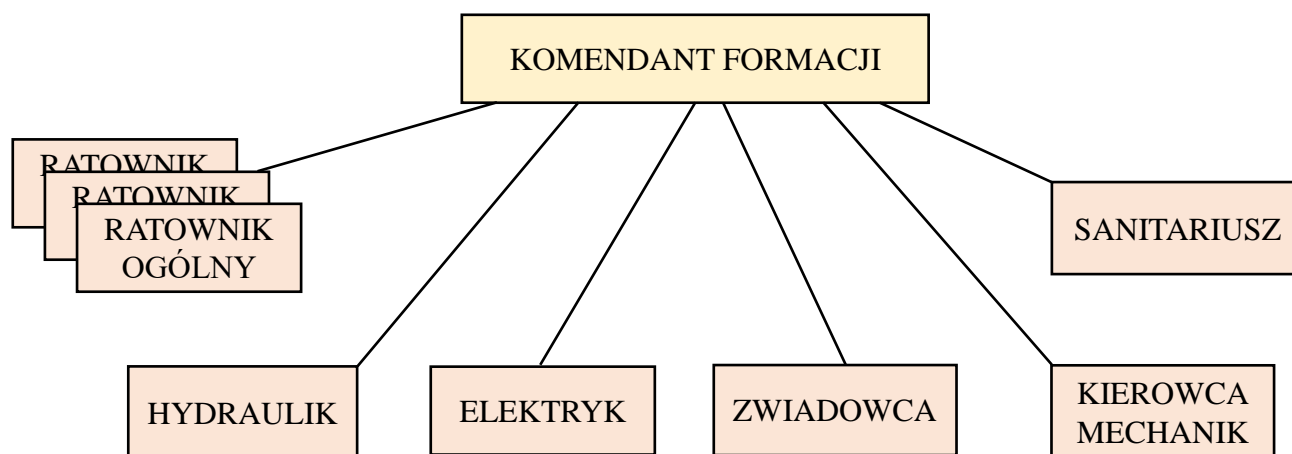 KOMENDANT FORMACJI
RATOWNIK
RATOWNIK
RATOWNIK
OGÓLNY
SANITARIUSZ
HYDRAULIK
ELEKTRYK
ZWIADOWCA
KIEROWCA
MECHANIK